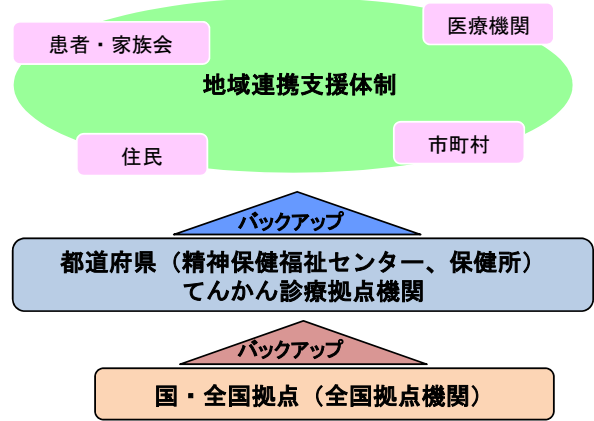 患者・家族会
医療機関
地域連携支援体制
住民
市町村
バックアップ
都道府県（精神保健福祉センター、保健所）
てんかん診療拠点機関
バックアップ
国・全国拠点（全国拠点機関）